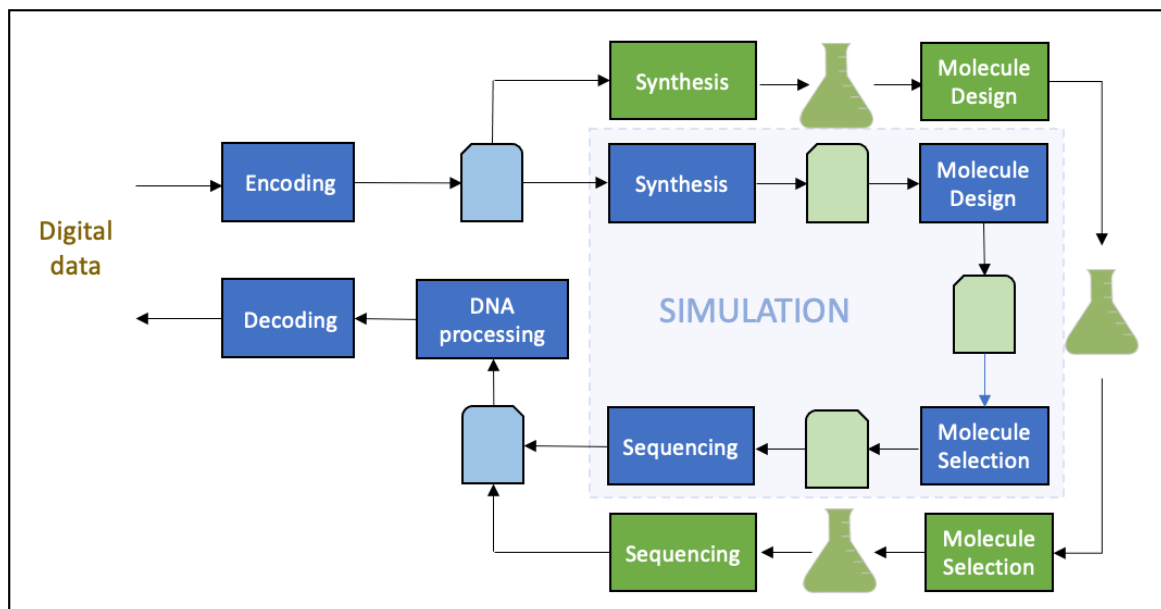 Synthesis
Molecule
Design
Encoding
Synthesis
Molecule
Design
Digital
data
Decoding
DNA
processing
SIMULATION
Sequencing
Molecule
Selection
Sequencing
Molecule
Selection